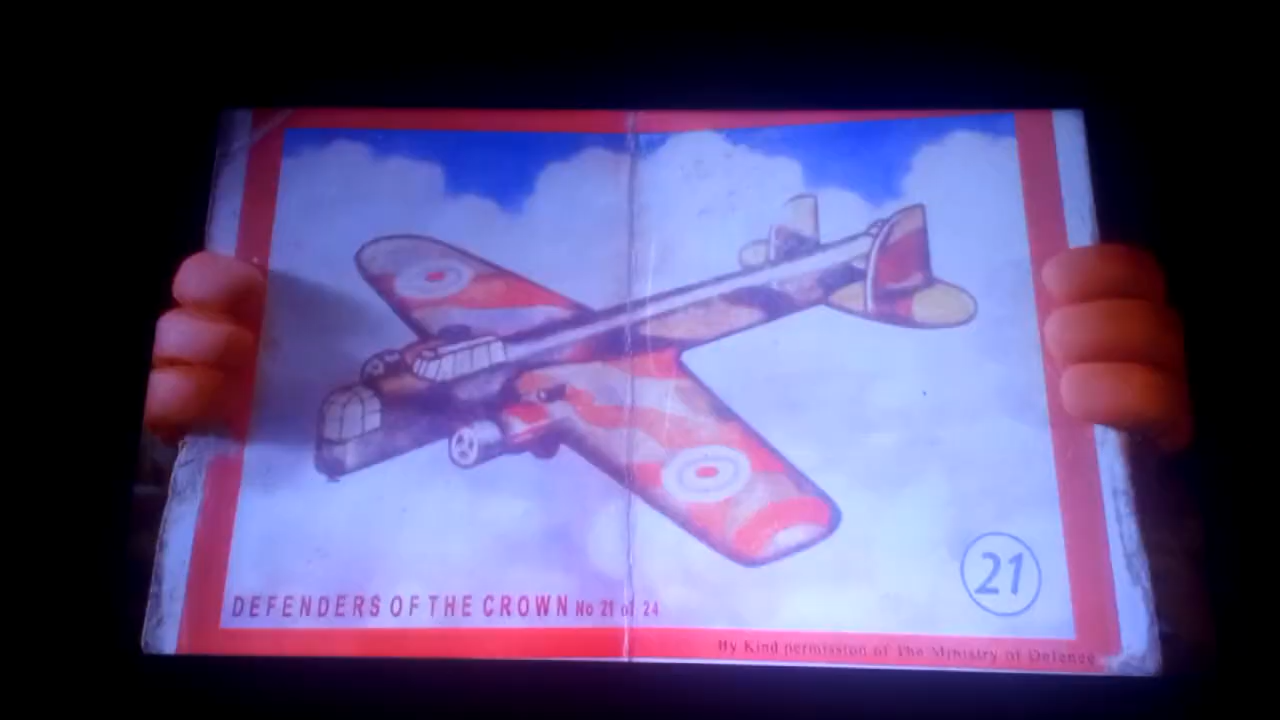 21
DEFENDERS OF THE CROWN No 21 of 24
By Kind permission of The Ministry of Defence